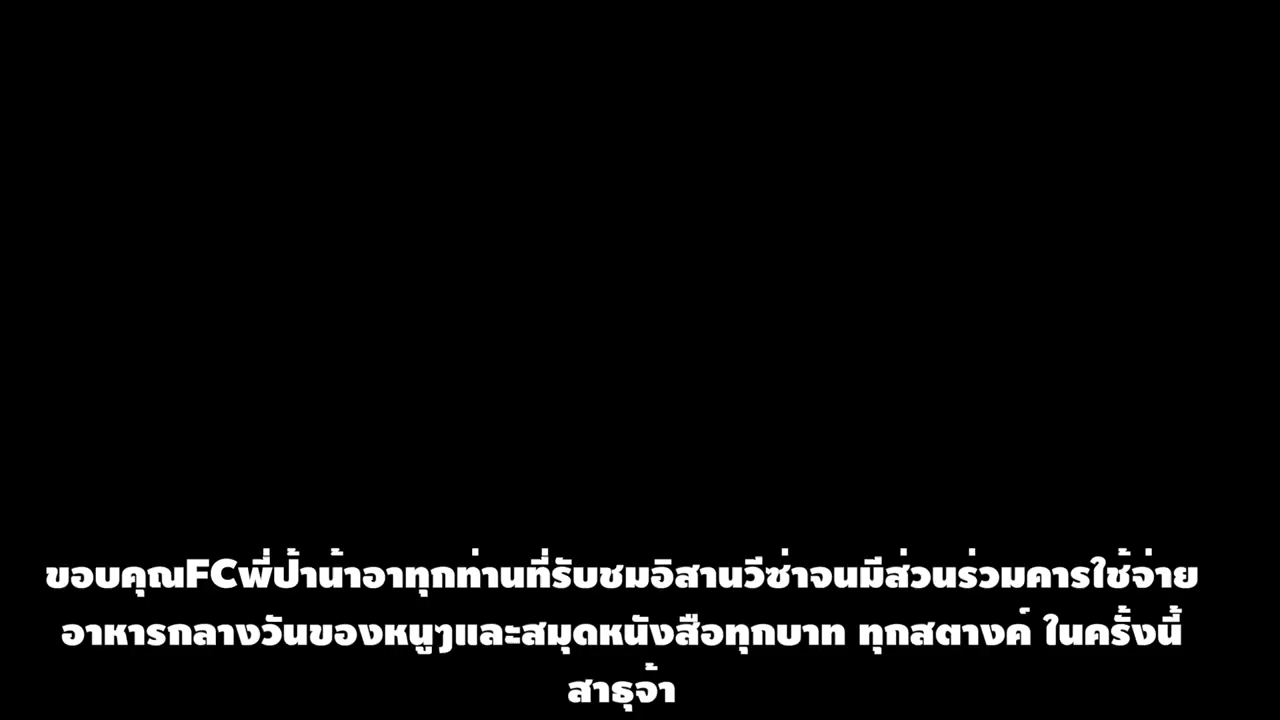 ขอบคุณFCพี่ป้าน้าอาทุกท่านที่รับชมอิสานวีซ่าจนมีส่วนร่วมคารใช้จ่าย
อาหารกลางวันของหนูๆและสมุดหนังสือทุกบาท ทุกสตางค์ ในครั้งนี้
สาธุจ้า